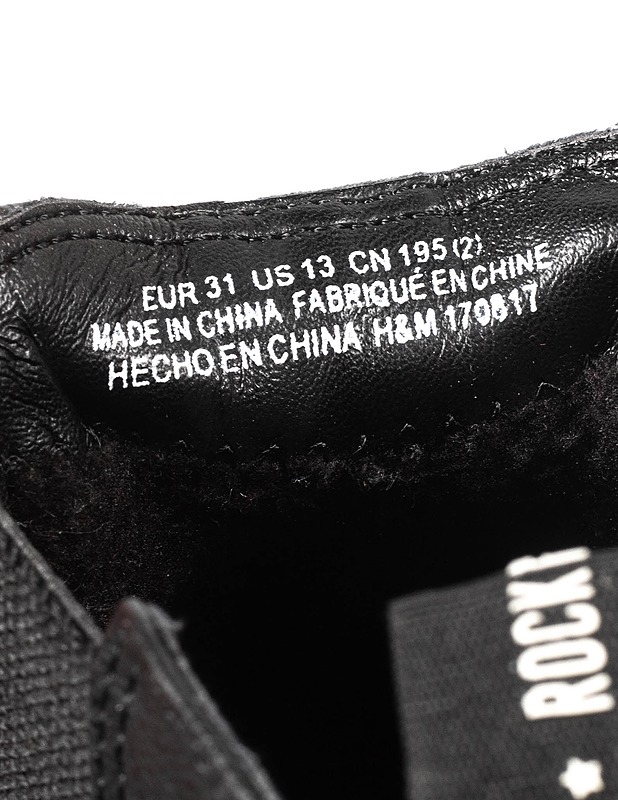 EUR 31 US 13 CN 195 (2)
MADE IN CHINA FABRIQUÉ EN CHINE
HECHO EN CHINA H&M 170817